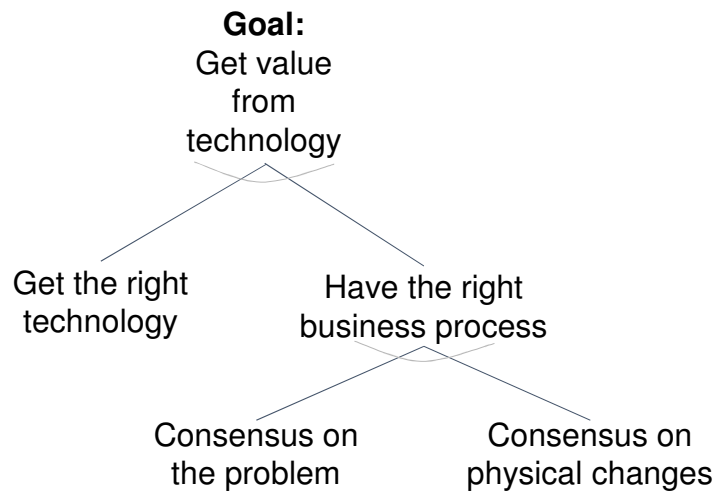 Goal:
Get value
from
technology
Get the right
technology
Have the right
business process
Consensus on
the problem
Consensus on
physical changes